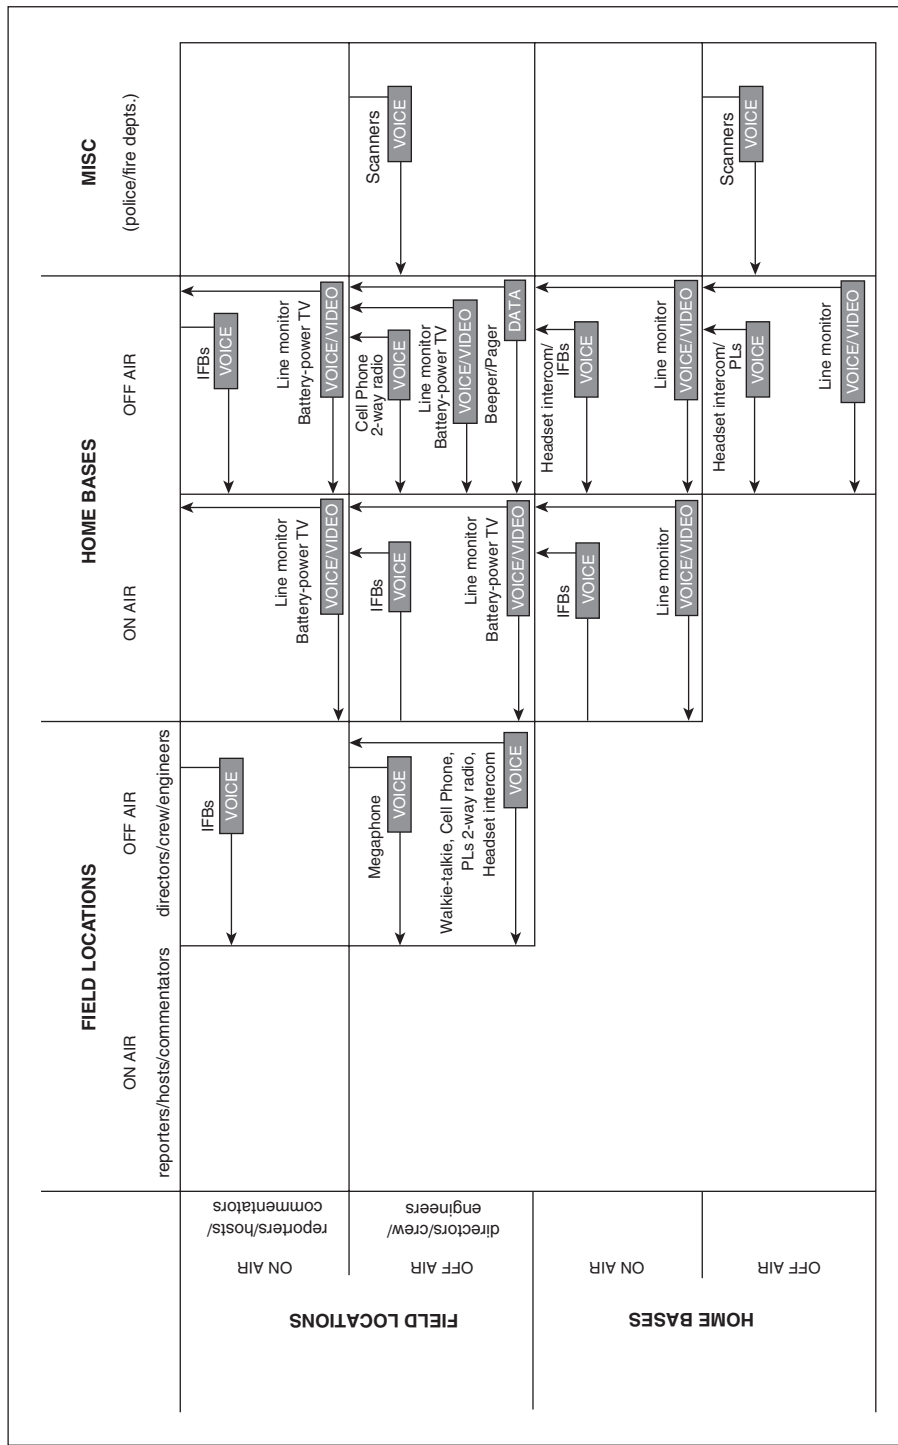 FIELD LOCATIONS
HOME BASES
MISC
ON AIR
OFF AIR
ON AIR
OFF AIR
(police/fire depts.)
reporters/hosts/commentators
directors/crew/engineers
FIELD LOCATIONS
ON AIR
reporters/hosts/
commentators
IFBs
VOICE
Line monitor
Battery-power TV
VOICE/VIDEO
IFBs
VOICE
Line monitor
Battery-power TV
VOICE/VIDEO
OFF AIR
directors/crew/
engineers
Megaphone
VOICE
Walkie-talkie, Cell Phone,
PLs 2-way radio,
Headset intercom
VOICE
IFBs
VOICE
Line monitor
Battery-power TV
VOICE/VIDEO
Cell Phone
2-way radio
VOICE
Line monitor
Battery-power TV
VOICE/VIDEO
Beeper/Pager
DATA
Scanners
VOICE
HOME BASES
ON AIR
IFBs
VOICE
Line monitor
VOICE/VIDEO
Headset intercom/
IFBs
VOICE
Line monitor
VOICE/VIDEO
OFF AIR
Headset intercom/
PLs
VOICE
Line monitor
VOICE/VIDEO
Scanners
VOICE